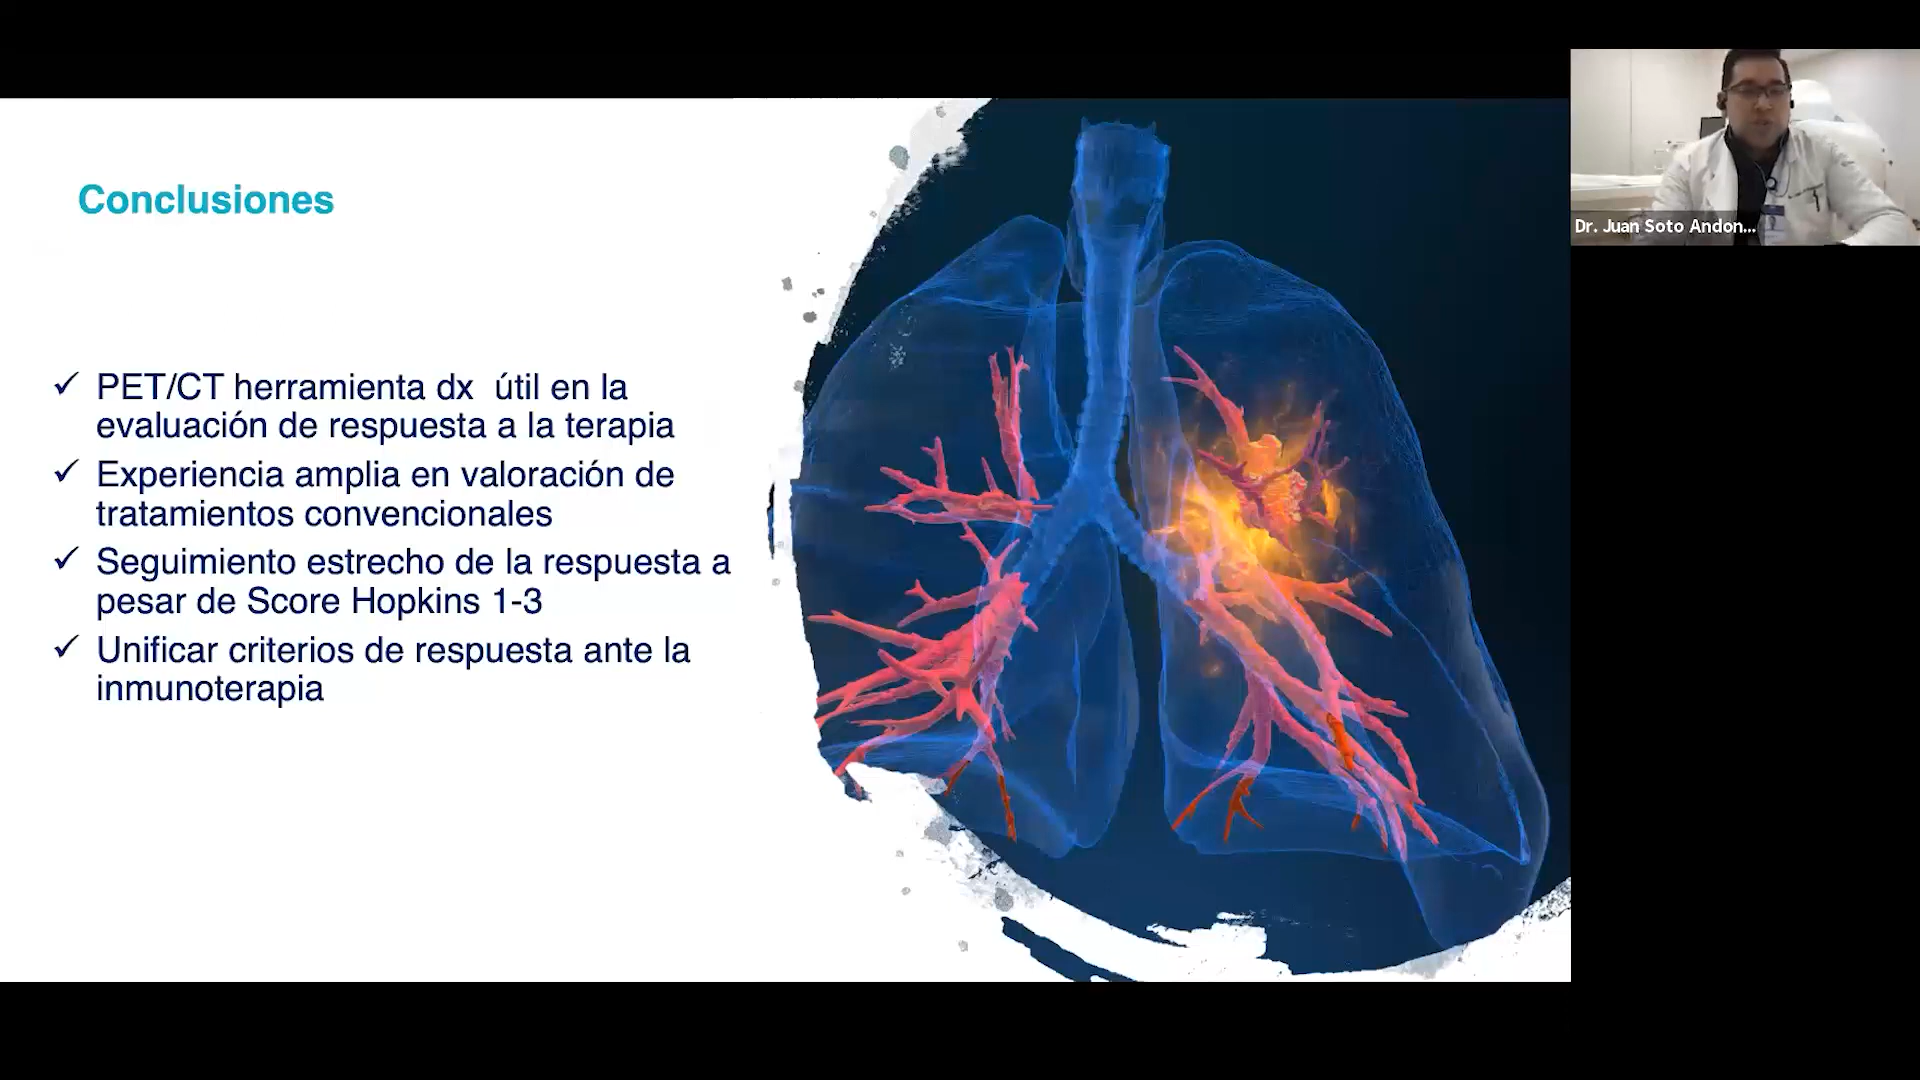 Conclusiones
✓ PET/CT herramienta dx útil en la
evaluación de respuesta a la terapia
✓ Experiencia amplia en valoración de
tratamientos convencionales
✓ Seguimiento estrecho de la respuesta a
pesar de Score Hopkins 1-3
✓ Unificar criterios de respuesta ante la
inmunoterapia
Dr. Juan Soto Andon...